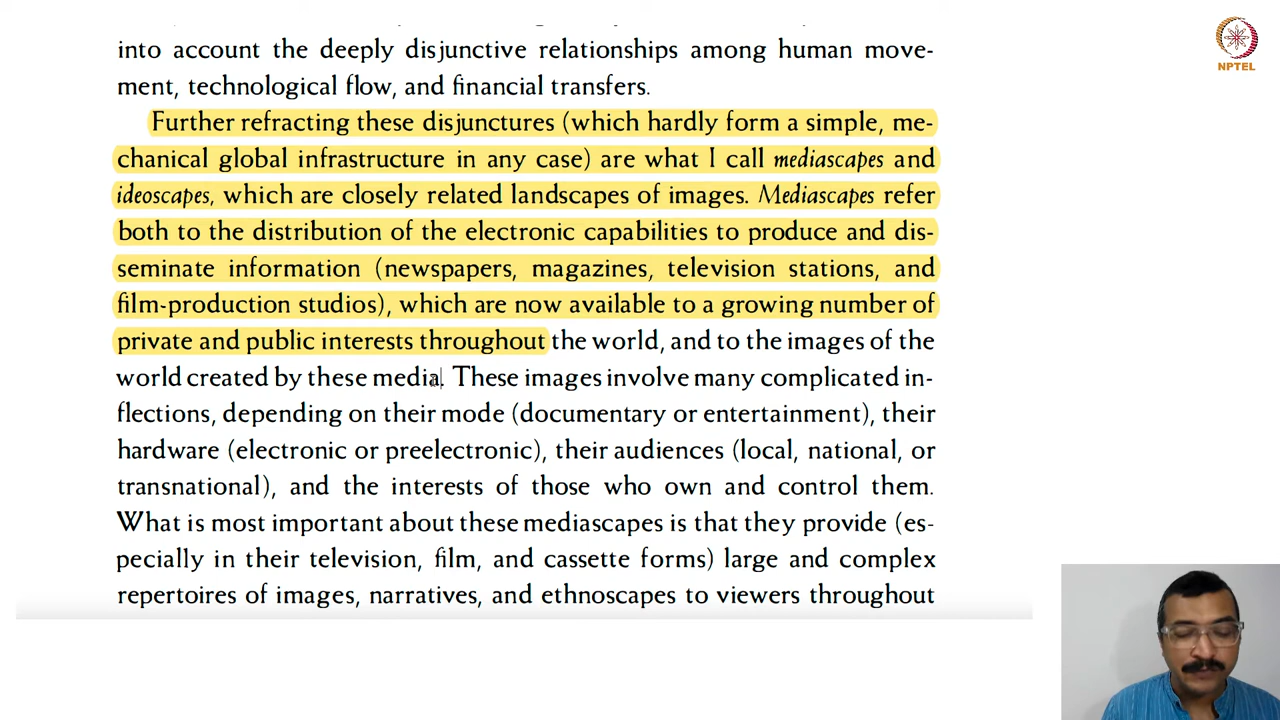 into account the deeply disjunctive relationships among human move-
ment, technological flow, and financial transfers.
Further refracting these disjunctures (which hardly form a simple, me-
chanical global infrastructure in any case) are what I call mediascapes and
ideoscapes, which are closely related landscapes of images. Mediascapes refer
both to the distribution of the electronic capabilities to produce and dis-
seminate information (newspapers, magazines, television stations, and
film-production studios), which are now available to a growing number of
private and public interests throughout the world, and to the images of the
world created by these media. These images involve many complicated in-
flections, depending on their mode (documentary or entertainment), their
hardware (electronic or preelectronic), their audiences (local, national, or
transnational), and the interests of those who own and control them.
What is most important about these mediascapes is that they provide (es-
pecially in their television, film, and cassette forms) large and complex
repertoires of images, narratives, and ethnoscapes to viewers throughout
NPTEL